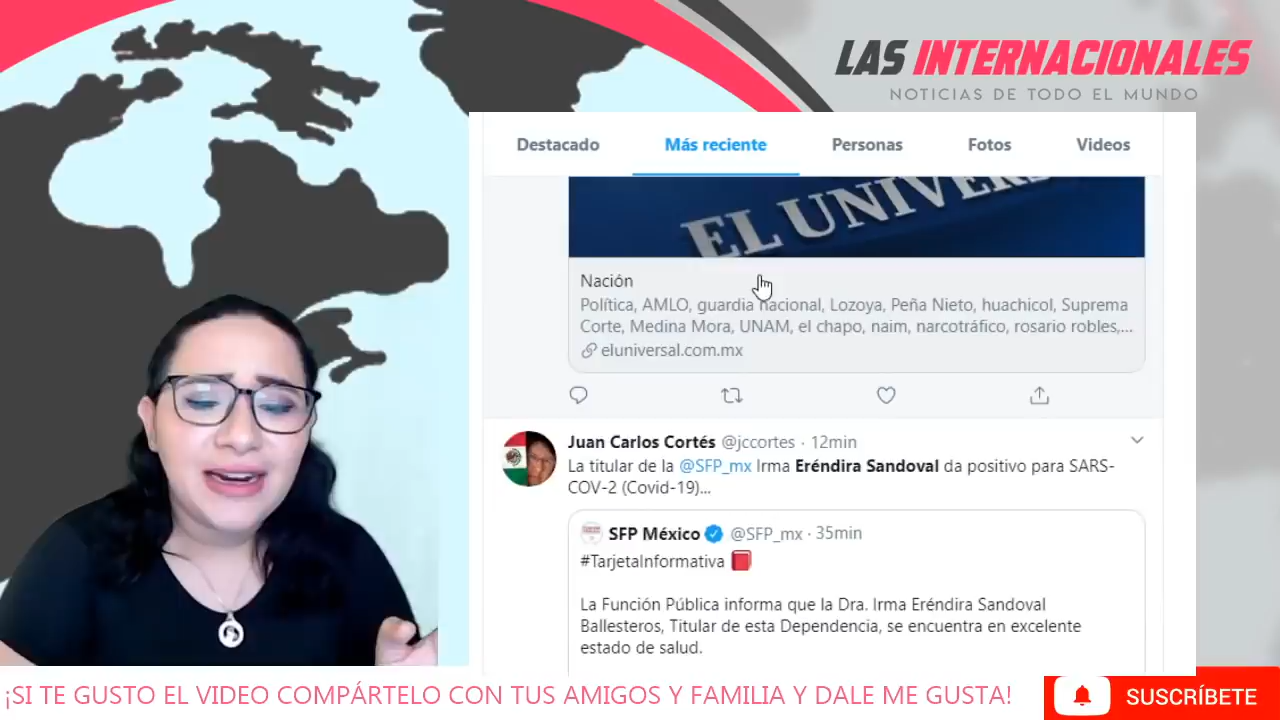 LAS INTERNACIONALES
NOTICIAS DE TODO EL MUNDO
Destacado Más reciente Personas Fotos Videos
EL UNIVER
Nación
Política, AMLO, guardia nacional, Lozoya, Peña Nieto, huachicol, Suprema
Corte, Medina Mora, UNAM, el chapo, naim, narcotráfico, rosario robles,...
eluniversal.com.mx
Juan Carlos Cortés @jccortes · 12min
La titular de la @SFP_mx Irma Eréndira Sandoval da positivo para SARS-
COV-2 (Covid-19)...
SFP México @SFP_mx · 35min
#TarjetaInformativa
La Función Pública informa que la Dra. Irma Eréndira Sandoval
Ballesteros, Titular de esta Dependencia, se encuentra en excelente
estado de salud.
¡SI TE GUSTO EL VIDEO COMPÁRTELO CON TUS AMIGOS Y FAMILIA Y DALE ME GUSTA!
SUSCRÍBETE